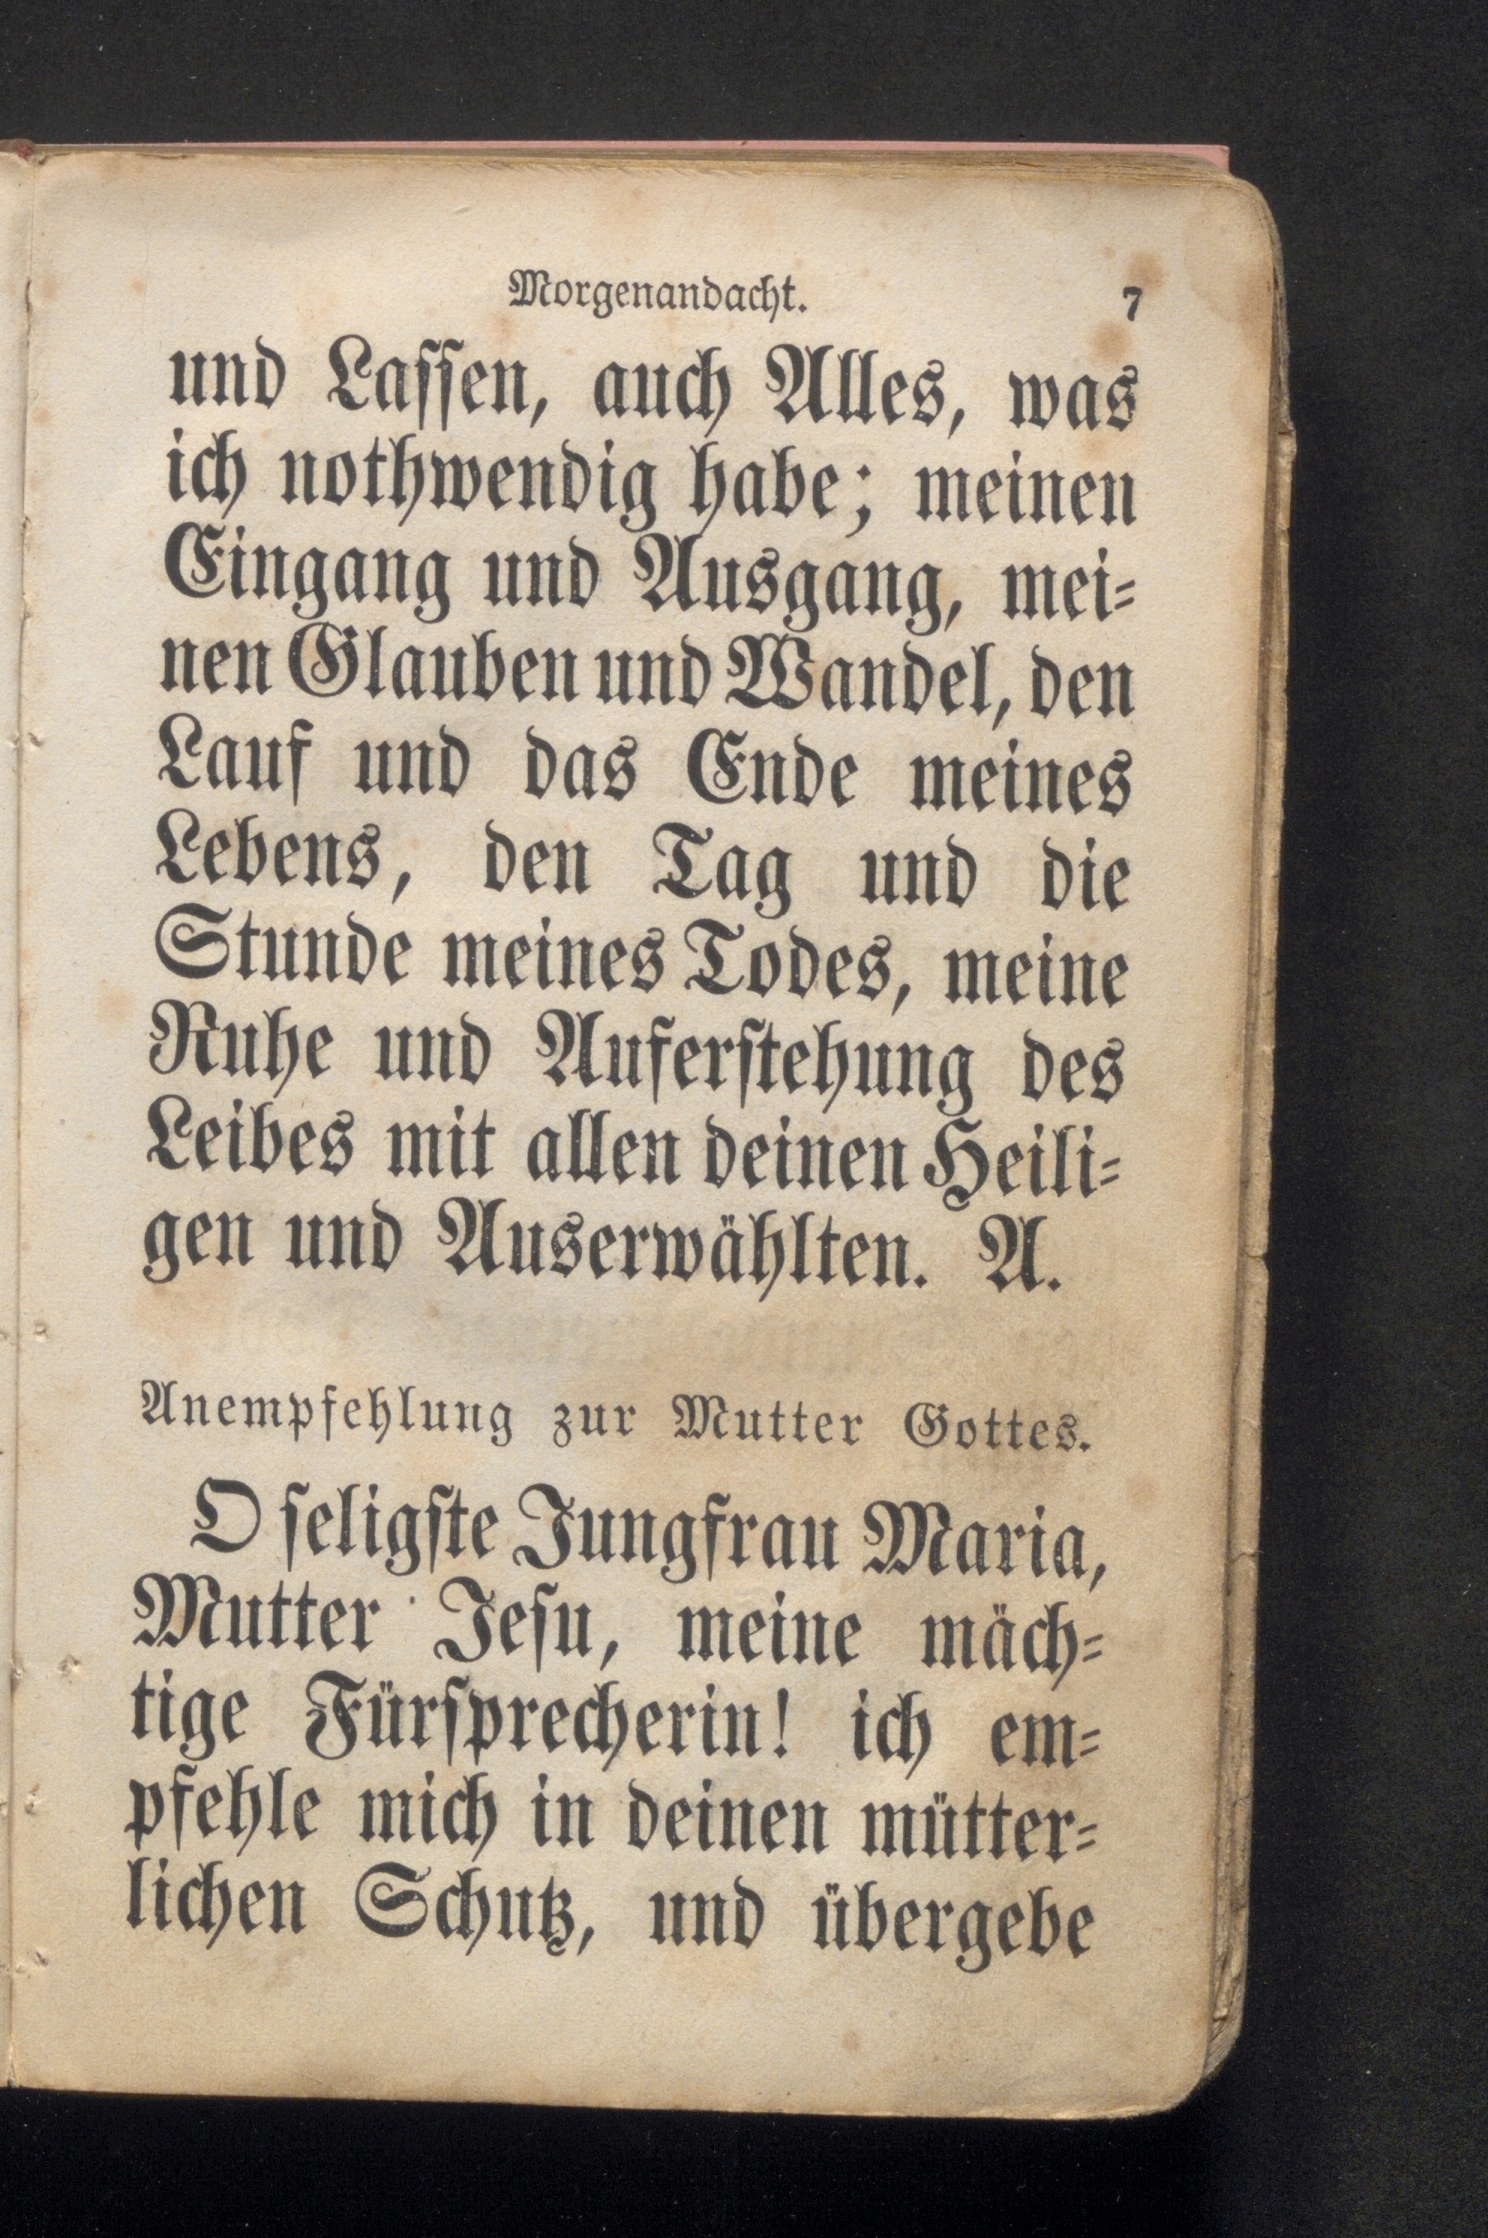 Morgenandacht. 7
und Lassen, auch Alles, was
ich nothwendig habe; meinen
Eingang und Ausgang, mei-
nen Glauben und Wandel, den
Lauf und das Ende meines
Lebens, den Tag und die
Stunde meines Todes, meine
Ruhe und Auferstehung des
Leibes mit allen deinen Heili-
gen und Auserwählten. A.
Anempfehlung zur Mutter Gottes.
O seligste Jungfrau Maria,
Mutter Jesu, meine mäch-
tige Fürsprecherin! ich em-
pfehle mich in deinen mütter-
lichen Schutz, und übergebe